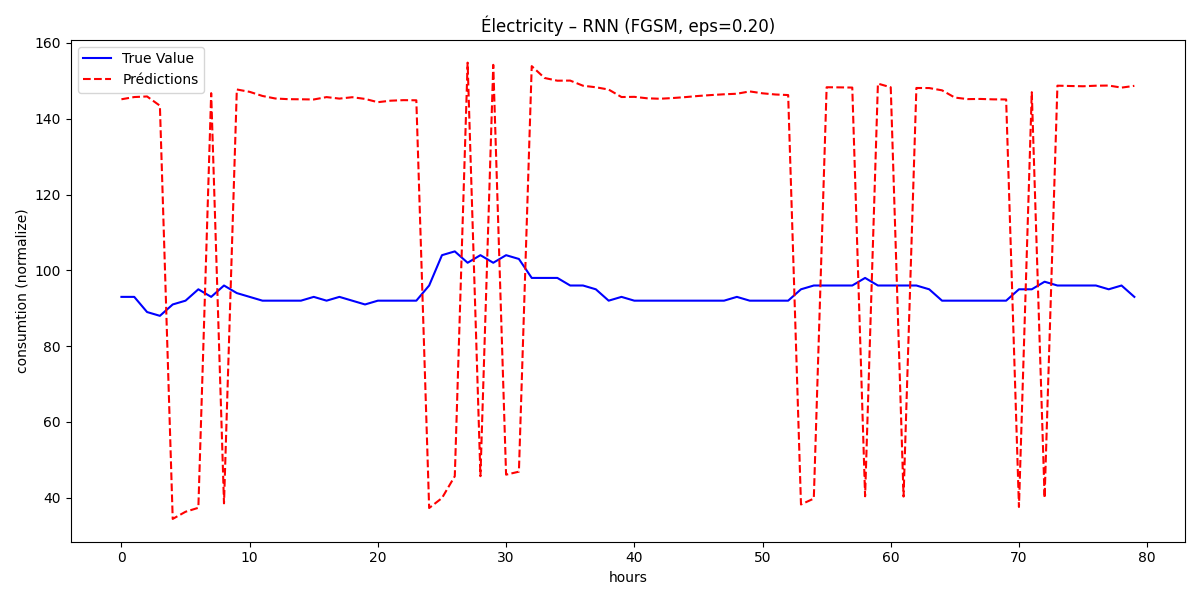 Électricity – RNN (FGSM, eps=0.20)
True Value
Prédictions
consumtion (normalize)
160
140
120
100
80
60
40
0 10 20 30 40 50 60 70 80
hours